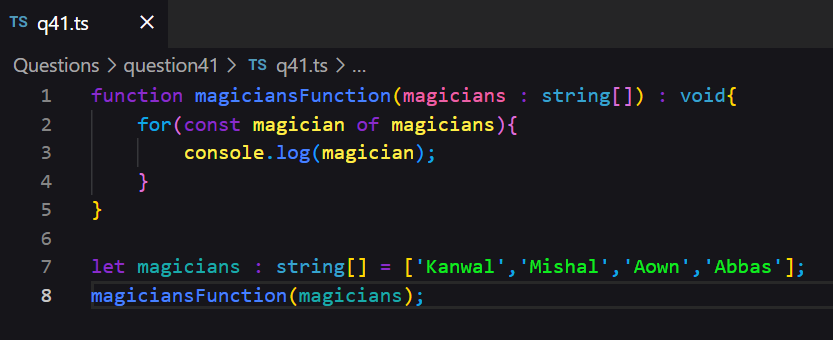 TS q41.ts ×
Questions > question41 > TS q41.ts > ...
1 function magiciansFunction(magicians : string[]) : void{
2     for(const magician of magicians){
3         console.log(magician);
4     }
5 }
6
7 let magicians : string[] = ['Kanwal','Mishal','Aown','Abbas'];
8 magiciansFunction(magicians);